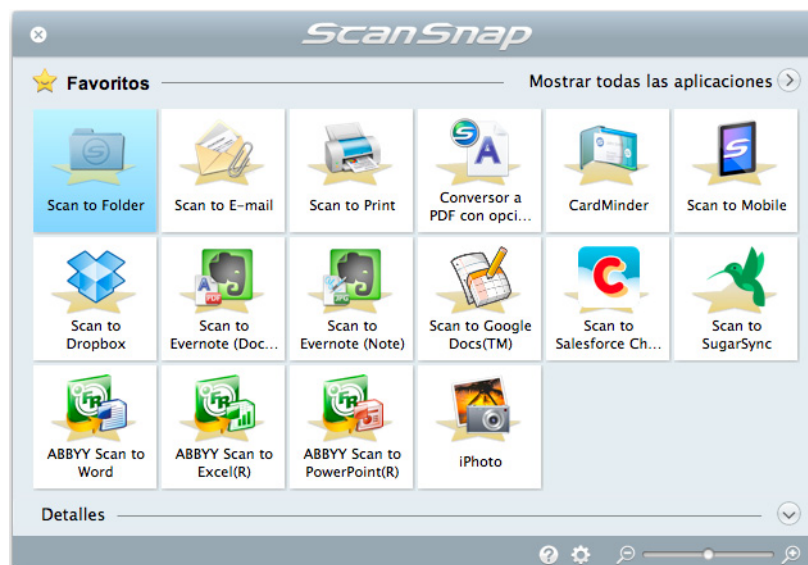 ScanSnap
Favoritos
Mostrar todas las aplicaciones
Scan to Folder
Scan to E-mail
Scan to Print
Conversor a
PDF con opci...
CardMinder
Scan to Mobile
Scan to
Dropbox
Scan to
Evernote (Doc...
Scan to
Evernote (Note)
Scan to Google
Docs(TM)
Scan to
Salesforce Ch...
Scan to
SugarSync
ABBYY Scan to
Word
ABBYY Scan to
Excel(R)
ABBYY Scan to
PowerPoint(R)
iPhoto
Detalles